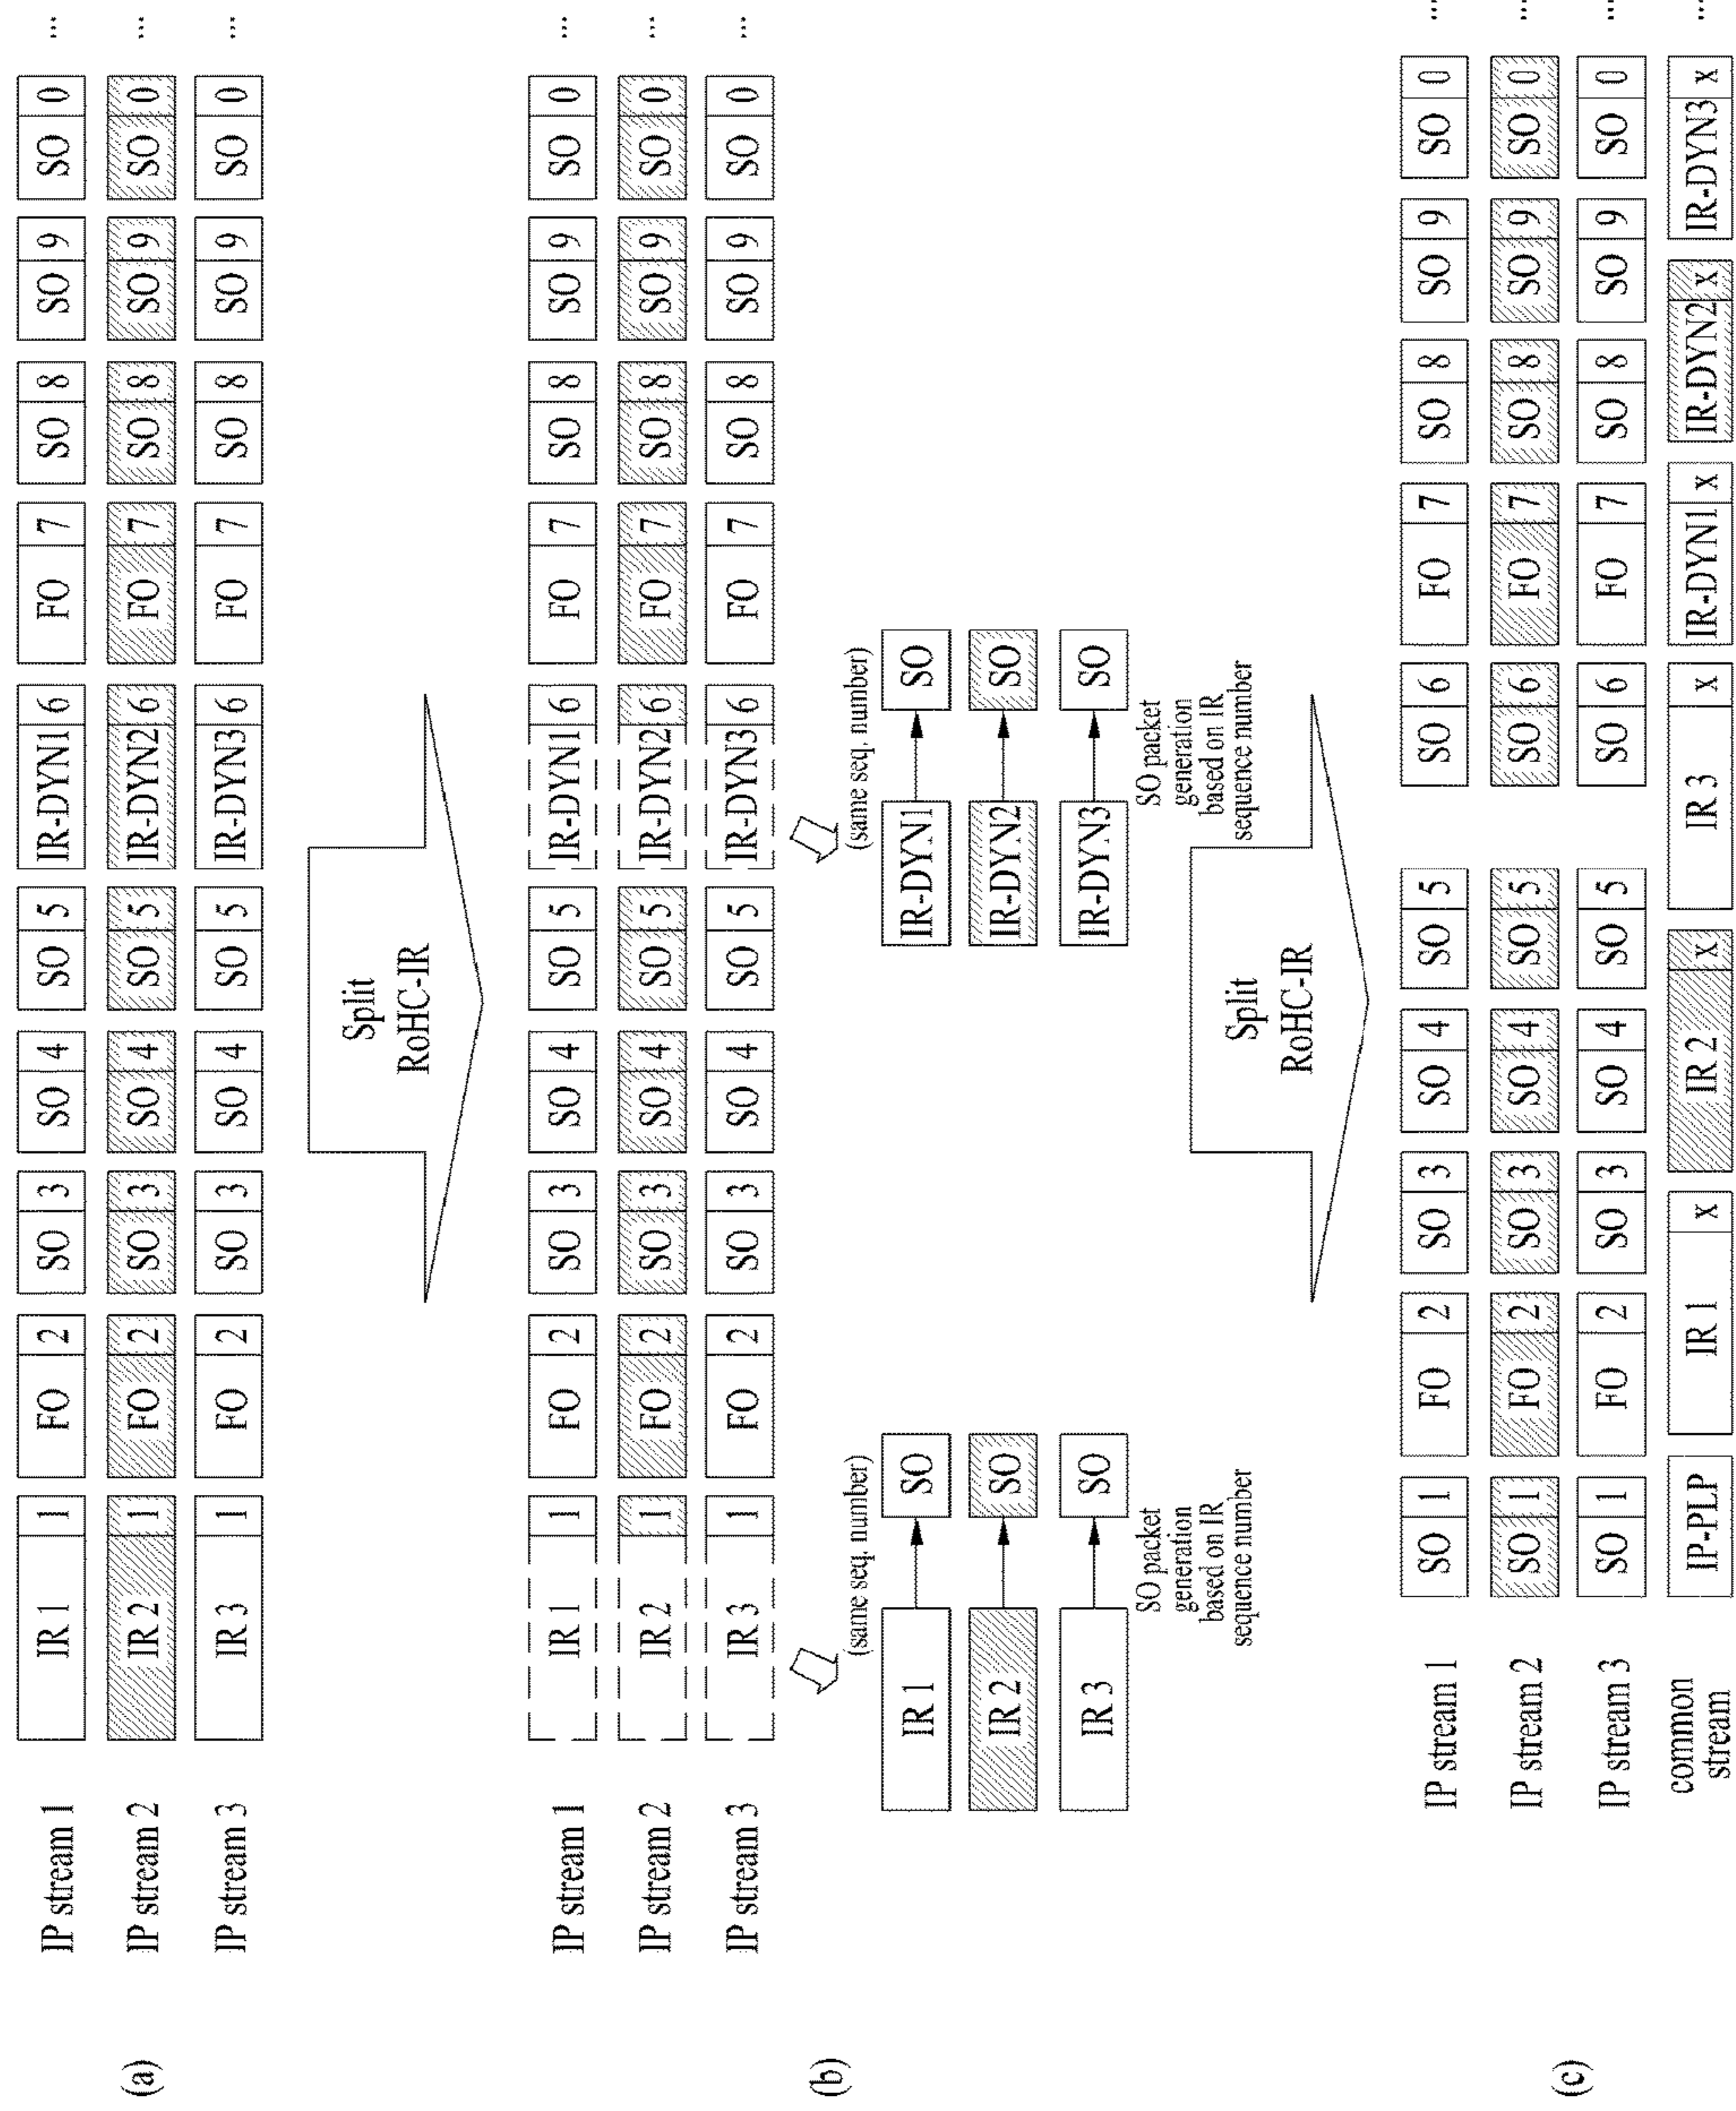 (a)
IP stream 1 IR 1 1 FO 2 SO 3 SO 4 SO 5 IR-DYN1 6 FO 7 SO 8 SO 9 SO 0 ...
IP stream 2 IR 2 1 FO 2 SO 3 SO 4 SO 5 IR-DYN2 6 FO 7 SO 8 SO 9 SO 0 ...
IP stream 3 IR 3 1 FO 2 SO 3 SO 4 SO 5 IR-DYN3 6 FO 7 SO 8 SO 9 SO 0 ...
Split
RoHC-IR
(b)
IP stream 1 IR 1 1 FO 2 SO 3 SO 4 SO 5 IR-DYN1 6 FO 7 SO 8 SO 9 SO 0 ...
IP stream 2 IR 2 1 FO 2 SO 3 SO 4 SO 5 IR-DYN2 6 FO 7 SO 8 SO 9 SO 0 ...
IP stream 3 IR 3 1 FO 2 SO 3 SO 4 SO 5 IR-DYN3 6 FO 7 SO 8 SO 9 SO 0 ...
(same seq. number)
IR 1 SO
IR 2 SO
IR 3 SO
SO packet
generation
based on IR
sequence number
(same seq. number)
IR-DYN1 SO
IR-DYN2 SO
IR-DYN3 SO
SO packet
generation
based on IR
sequence number
Split
RoHC-IR
(c)
IP stream 1 SO 1 FO 2 SO 3 SO 4 SO 5 SO 6 FO 7 SO 8 SO 9 SO 0 ...
IP stream 2 SO 1 FO 2 SO 3 SO 4 SO 5 SO 6 FO 7 SO 8 SO 9 SO 0 ...
IP stream 3 SO 1 FO 2 SO 3 SO 4 SO 5 SO 6 FO 7 SO 8 SO 9 SO 0 ...
common
stream
IP-PLP IR 1 x IR 2 x IR 3 x IR-DYN1 x IR-DYN2 x IR-DYN3 x ...